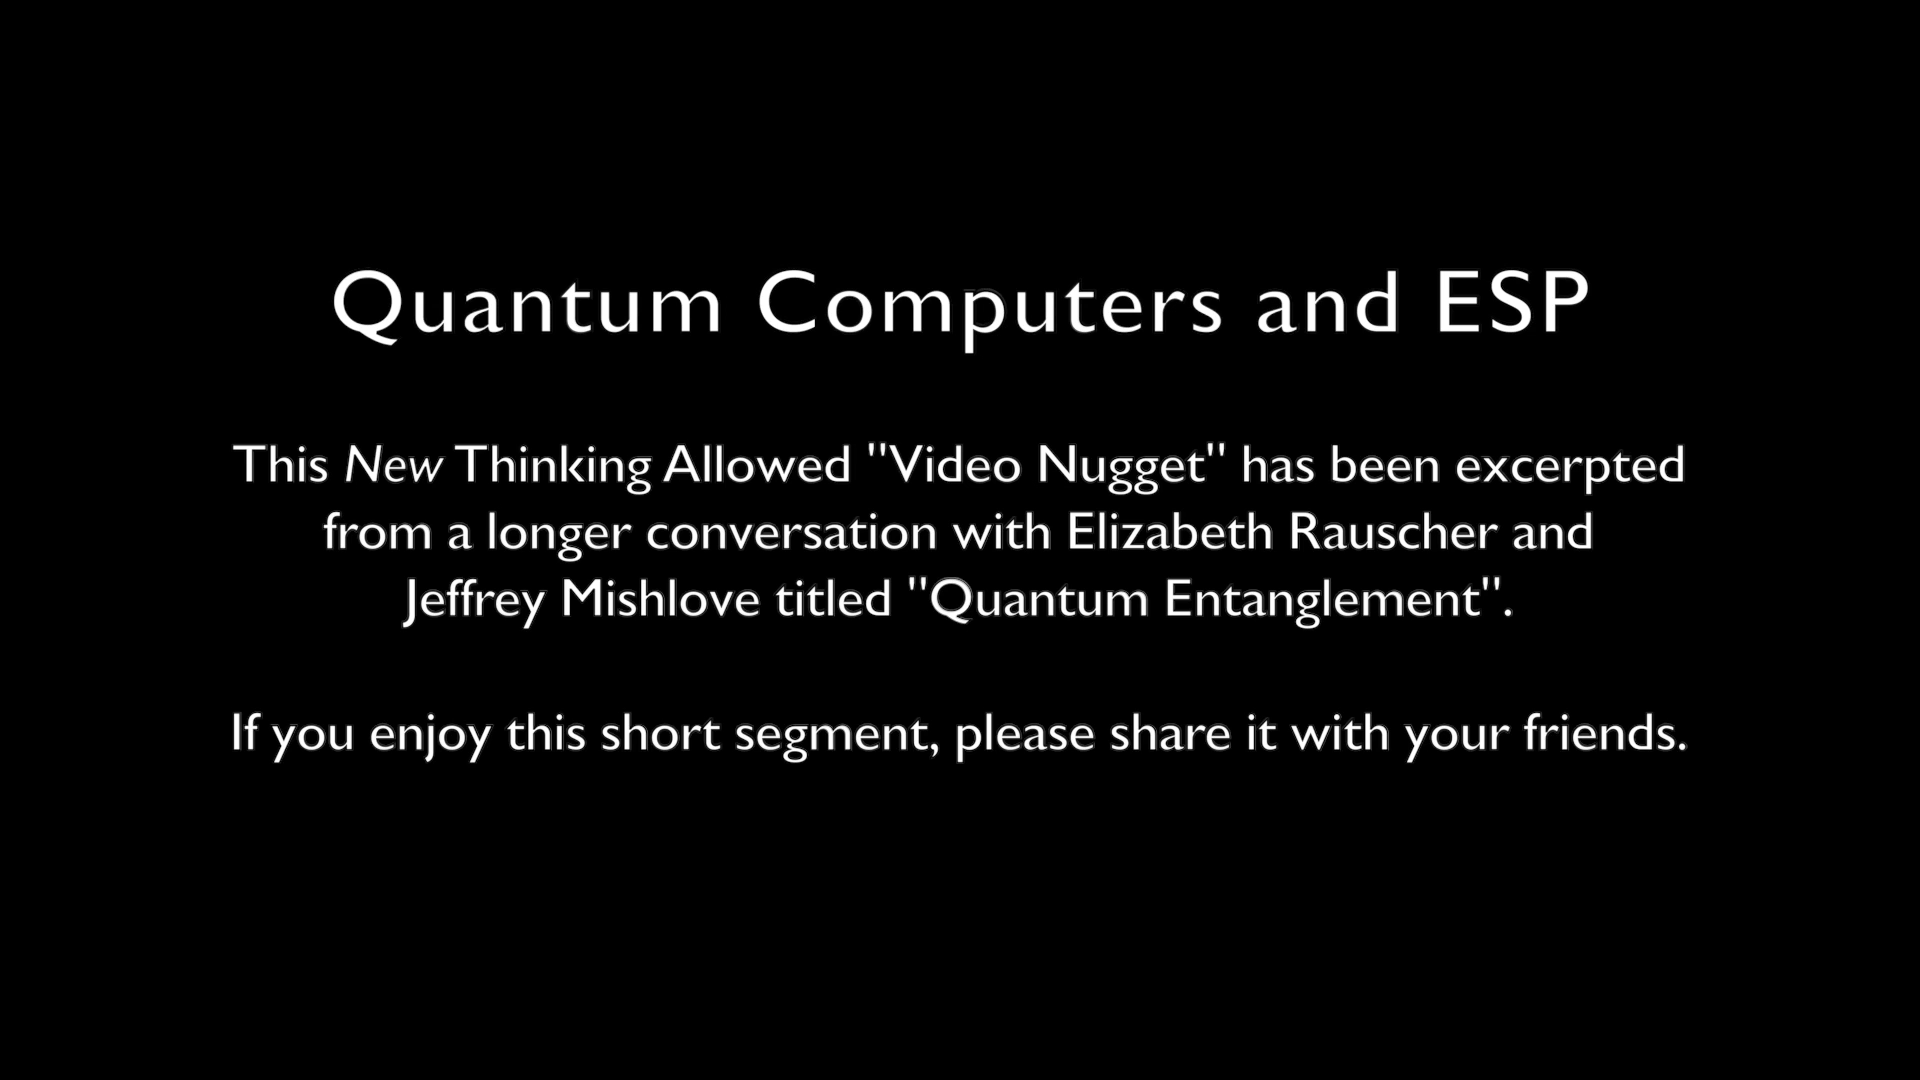 Quantum Computers and ESP
This New Thinking Allowed "Video Nugget" has been excerpted
from a longer conversation with Elizabeth Rauscher and
Jeffrey Mishlove titled "Quantum Entanglement".
If you enjoy this short segment, please share it with your friends.